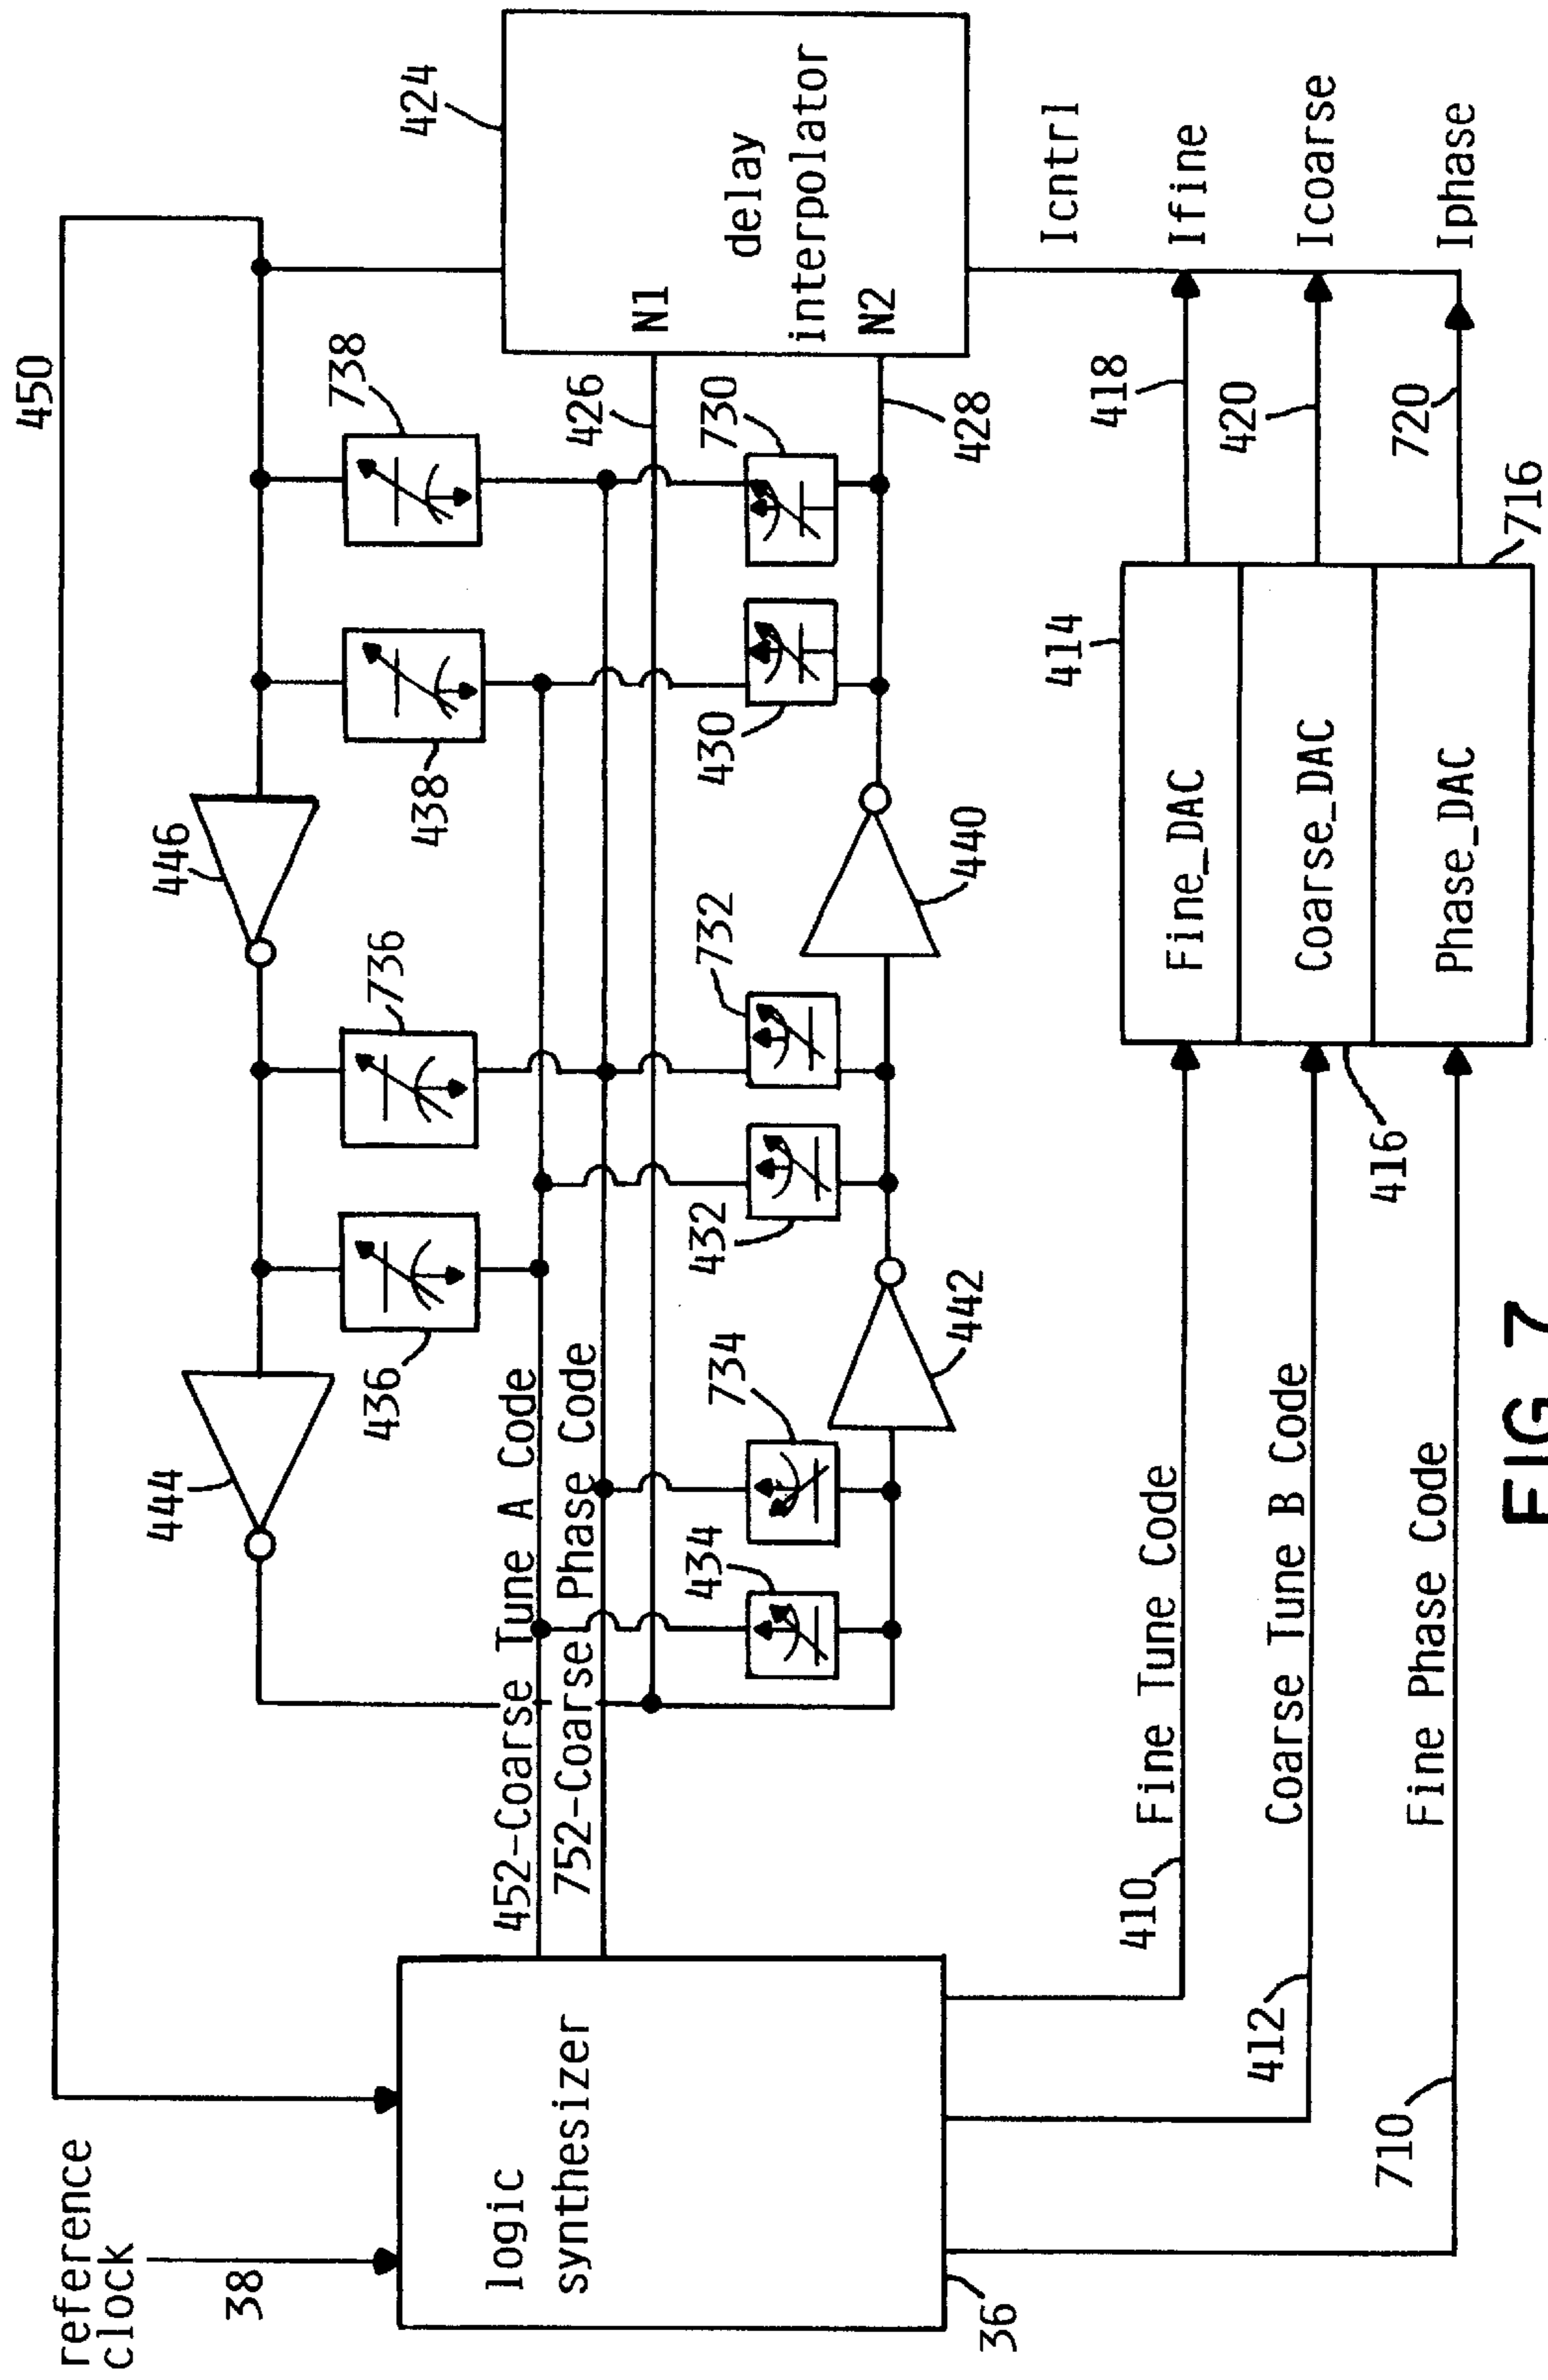 reference
clock
38
450
444
446
736
436
438
738
424
452-Coarse Tune A Code
752-Coarse Phase Code
logic
synthesizer
36
N1
delay
interpolator
N2
426
428
434
734
432
732
430
730
442
440
Icntrl
410
Fine Tune Code
412
Coarse Tune B Code
710
Fine Phase Code
416
414
Fine_DAC
Coarse_DAC
Phase_DAC
716
418
Ifine
420
Icoarse
720
Iphase
FIG 7